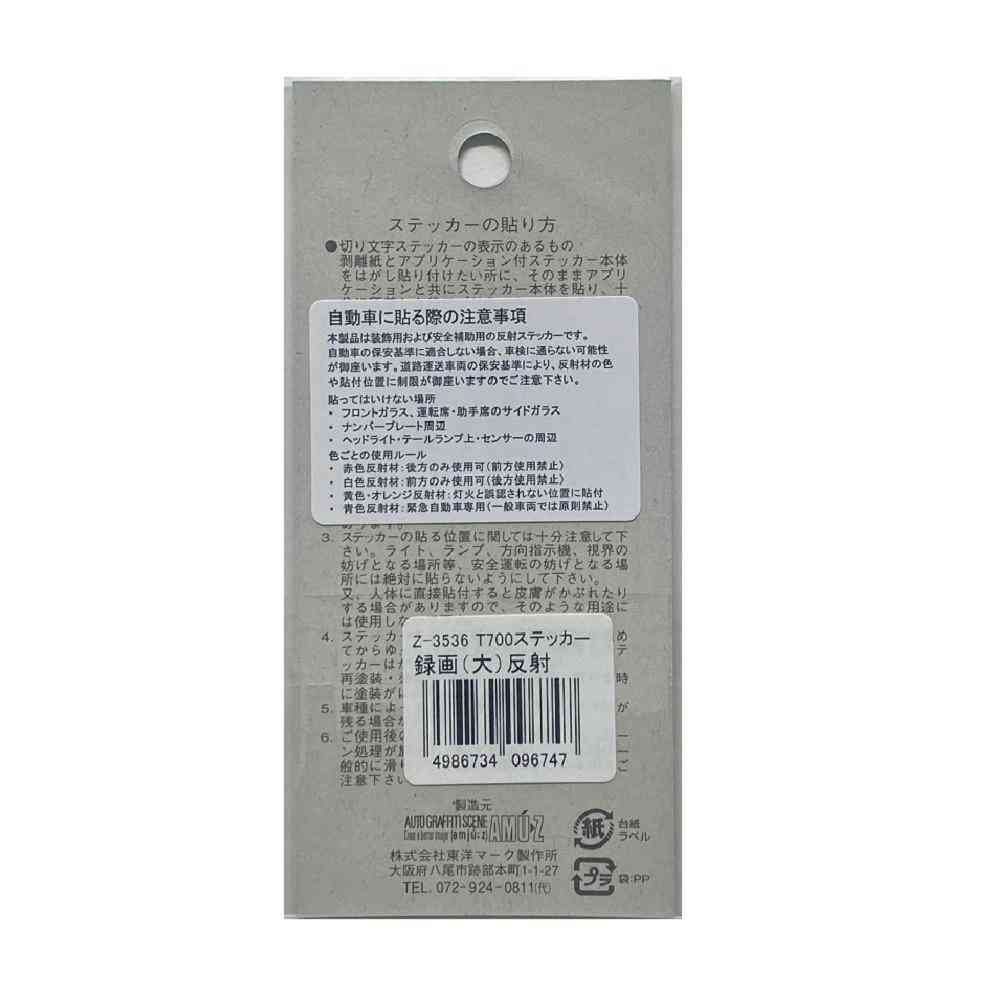 ステッカーの貼り方
●切り文字ステッカーの表示のあるもの
剥離紙とアプリケーション付ステッカー本体
をはがし貼り付けたい所に、そのままアプリ
ケーションと共にステッカー本体を貼り、十
自動車に貼る際の注意事項
本製品は装飾用および安全補助用の反射ステッカーです。
自動車の保安基準に適合しない場合、車検に通らない可能性
が御座います。道路運送車両の保安基準により、反射材の色
や貼付位置に制限が御座いますのでご注意下さい。
貼ってはいけない場所
・ フロントガラス、運転席・助手席のサイドガラス
・ ナンバープレート周辺
・ ヘッドライト・テールランプ上・センサーの周辺
色ごとの使用ルール
・ 赤色反射材:後方のみ使用可(前方使用禁止)
・ 白色反射材:前方のみ使用可(後方使用禁止)
・ 黄色・オレンジ反射材:灯火と誤認されない位置に貼付
・ 青色反射材:緊急自動車専用(一般車両では原則禁止)
3. ステッカーの貼る位置に関しては十分注意して下
さい。ライト、ランプ、方向指示機、視界の
妨げとなる場所等、安全運転の妨げとなる場
所には絶対に貼らないようにして下さい。
又、人体に直接貼付すると皮膚がかぶれたり
する場合がありますので、そのような用途に
は使用しな
4. ステッカー め
てからゆ テ
ッカーはが
再塗装・ 時
に塗装が
5. 車種によっ が
残る場合が
6. ご使用後の ー
ン処理が
般的に滑り ご
注意下さい
Z-3536 T700ステッカー
録画(大)反射
4986734 096747
製造元
AUTO GRAFFITI SCENE
[amjú:z] AMÚ·Z
株式会社東洋マーク製作所
大阪府八尾市跡部本町1-1-27
TEL. 072-924-0811(代)
紙 台紙
ラベル
プラ 袋:PP